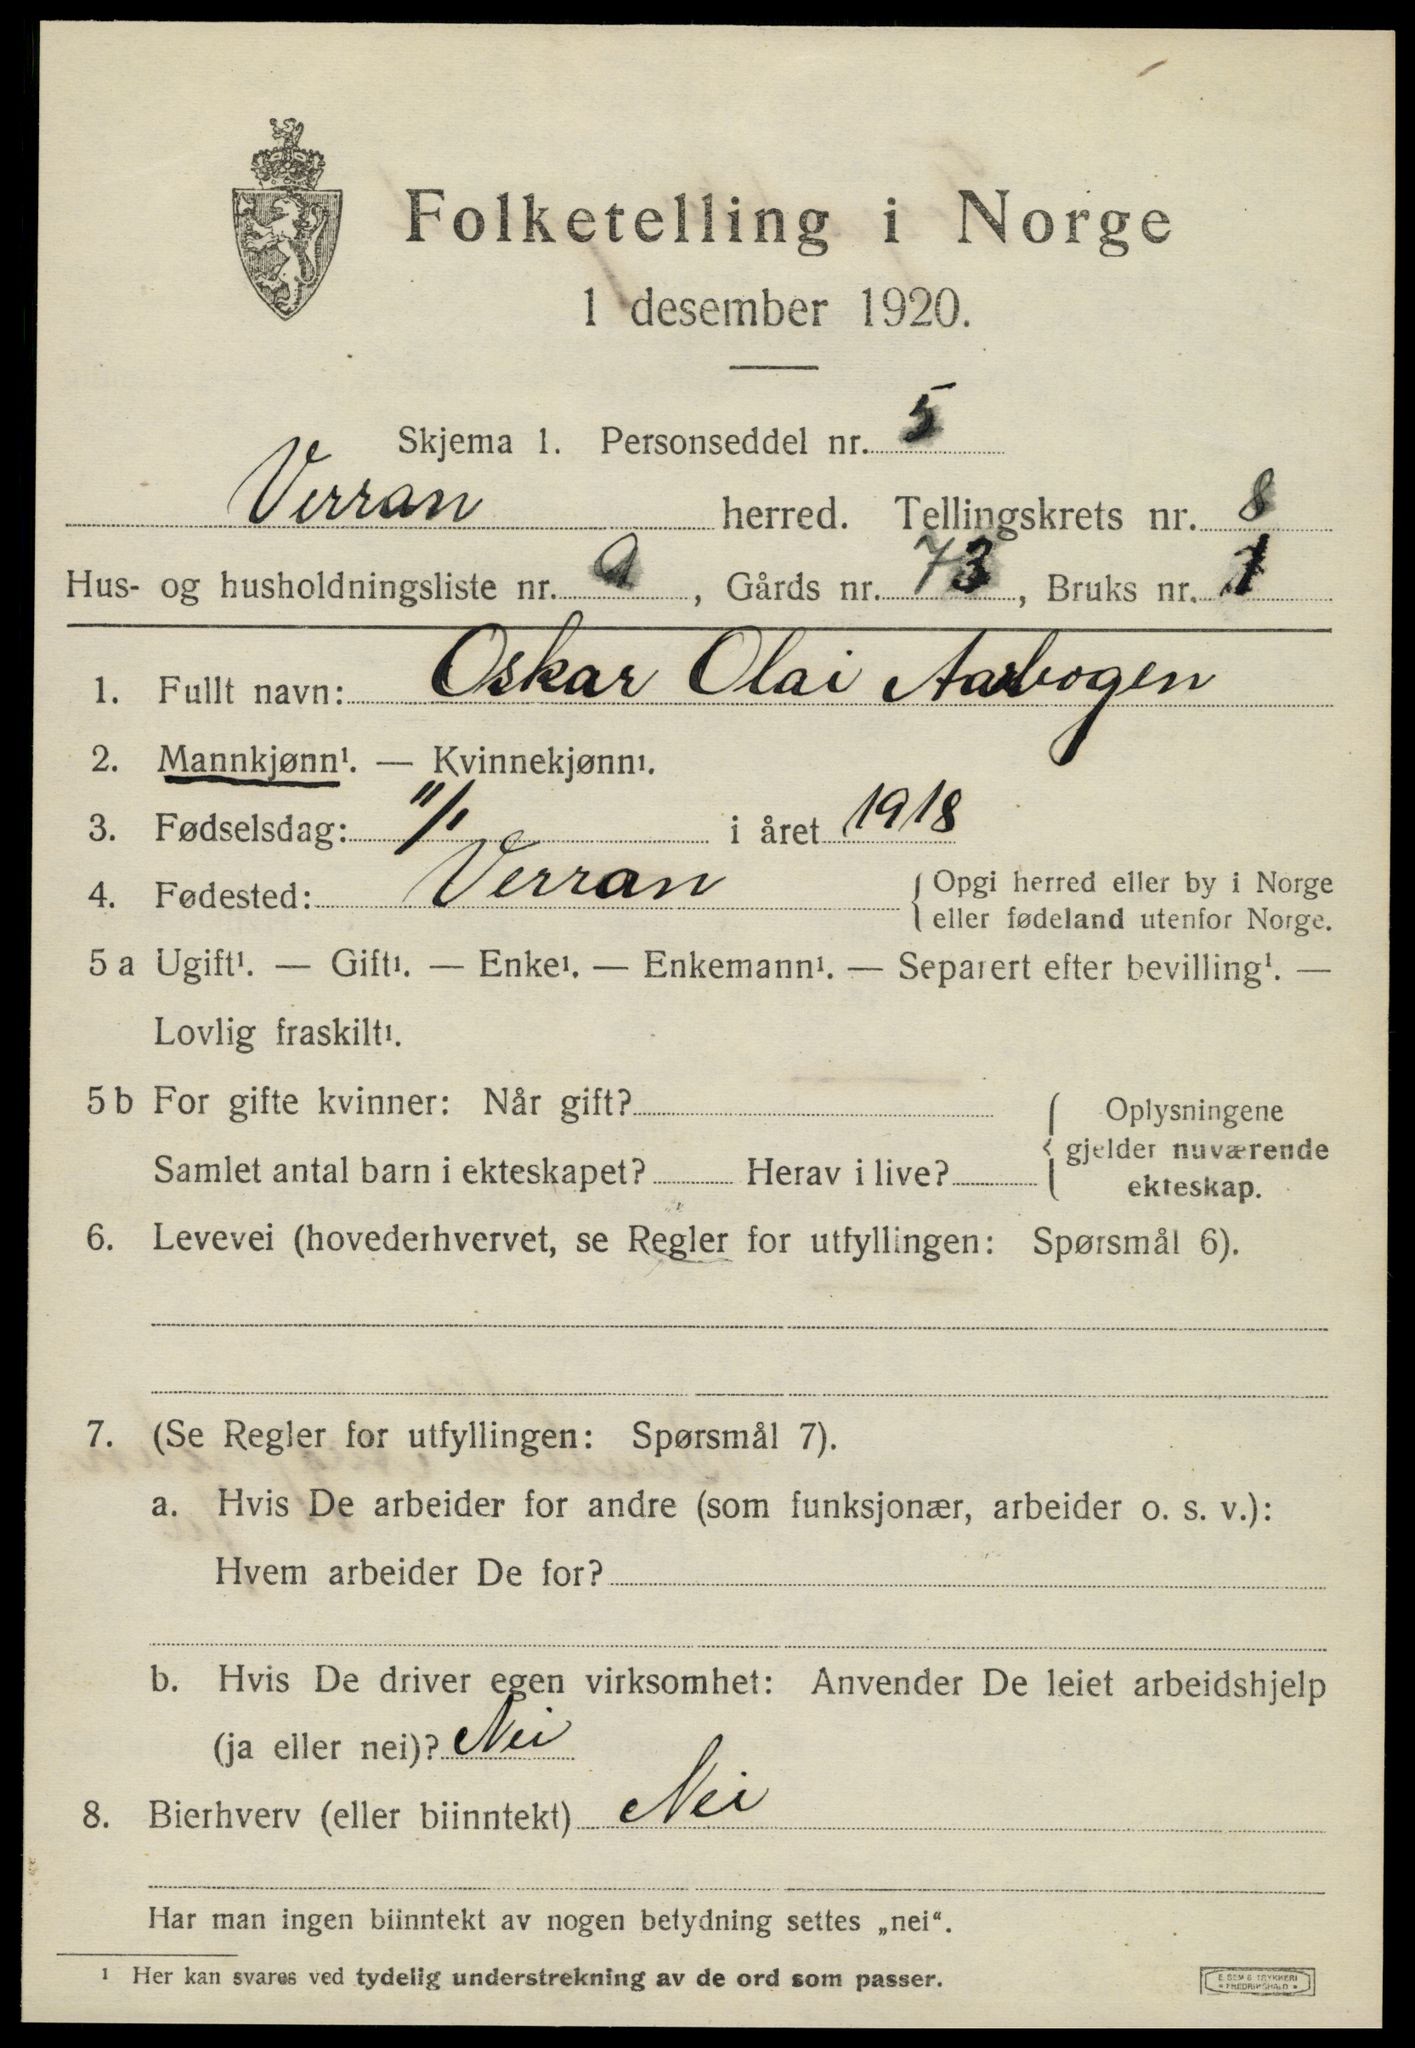 Folketelling i Norge
1 desember 1920.
Skjema 1. Personseddel nr. 5
Verran herred. Tellingskrets nr. 8
Hus- og husholdningsliste nr. 9, Gårds nr. 73, Bruks nr. 1
1. Fullt navn: Oskar Olai Aarbogen
2. Mannkjønn¹. — Kvinnekjønn¹.
3. Fødselsdag: 11/1 i året 1918
4. Fødested: Verran { Opgi herred eller by i Norge
eller fødeland utenfor Norge.
5 a Ugift¹. — Gift¹. — Enke¹. — Enkemann¹. — Separert efter bevilling¹. —
Lovlig fraskilt¹.
5 b For gifte kvinner: Når gift? { Oplysningene
gjelder nuværende
Samlet antal barn i ekteskapet? Herav i live? ekteskap.
6. Levevei (hovederhvervet, se Regler for utfyllingen: Spørsmål 6).
7. (Se Regler for utfyllingen: Spørsmål 7).
a. Hvis De arbeider for andre (som funksjonær, arbeider o. s. v.):
Hvem arbeider De for?
b. Hvis De driver egen virksomhet: Anvender De leiet arbeidshjelp
(ja eller nei)? Nei
8. Bierhverv (eller biinntekt) Nei
Har man ingen biinntekt av nogen betydning settes „nei“.
¹ Her kan svares ved tydelig understrekning av de ord som passer.
E. SEM'S TRYKKERI
FREDRIKSHALD